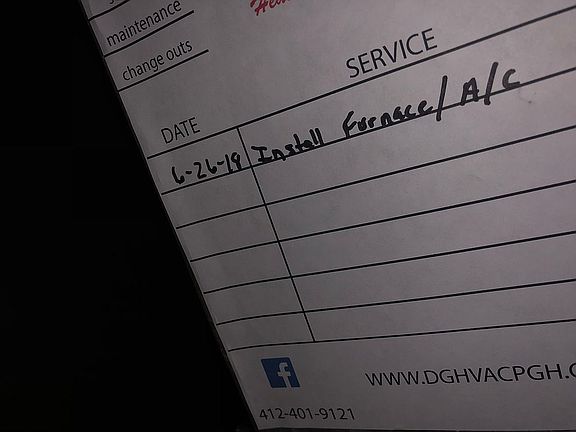 maintenance
change outs
SERVICE
DATE
6-26-19 Install Furnace/A/C
WWW.DGHVACPGH.C
412-401-9121